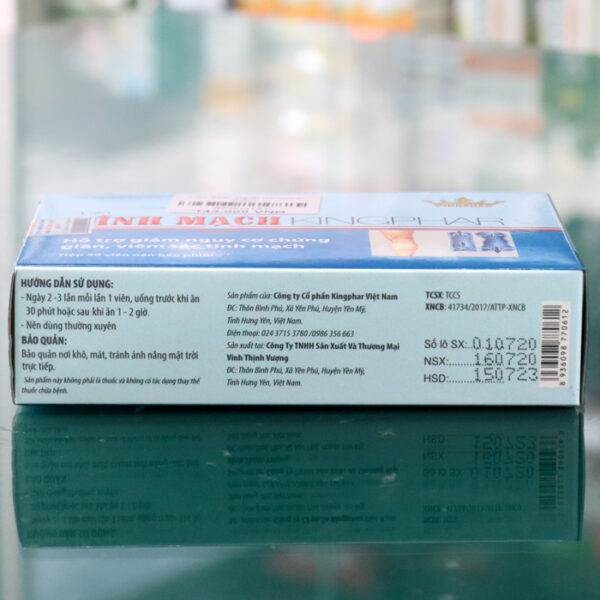 TĨNH MẠCH KINGPHAR
Hỗ trợ giảm nguy cơ chứng
giãn, viêm tắc tĩnh mạch
HƯỚNG DẪN SỬ DỤNG:
- Ngày 2 -3 lần mỗi lần 1 viên, uống trước khi ăn
30 phút hoặc sau khi ăn 1 - 2 giờ.
- Nên dùng thường xuyên
BẢO QUẢN:
Bảo quản nơi khô, mát, tránh ánh nắng mặt trời
trực tiếp.
Sản phẩm này không phải là thuốc và không có tác dụng thay thế
thuốc chữa bệnh.
Sản phẩm của: Công ty Cổ phần Kingphar Việt Nam
ĐC: Thôn Bình Phú, Xã Yên Phú, Huyện Yên Mỹ,
Tỉnh Hưng Yên, Việt Nam.
Điện thoại: 024 3715 3780 /0986 356 663
Sản xuất tại: Công Ty TNHH Sản Xuất Và Thương Mại
Vĩnh Thịnh Vượng
ĐC: Thôn Bình Phú, Xã Yên Phú, Huyện Yên Mỹ,
Tỉnh Hưng Yên, Việt Nam.
TCSX: TCCS
XNCB: 41734/2017/ATTP-XNCB
Số lô SX: 010720
NSX: 160720
HSD: 150723
8 936098 770612